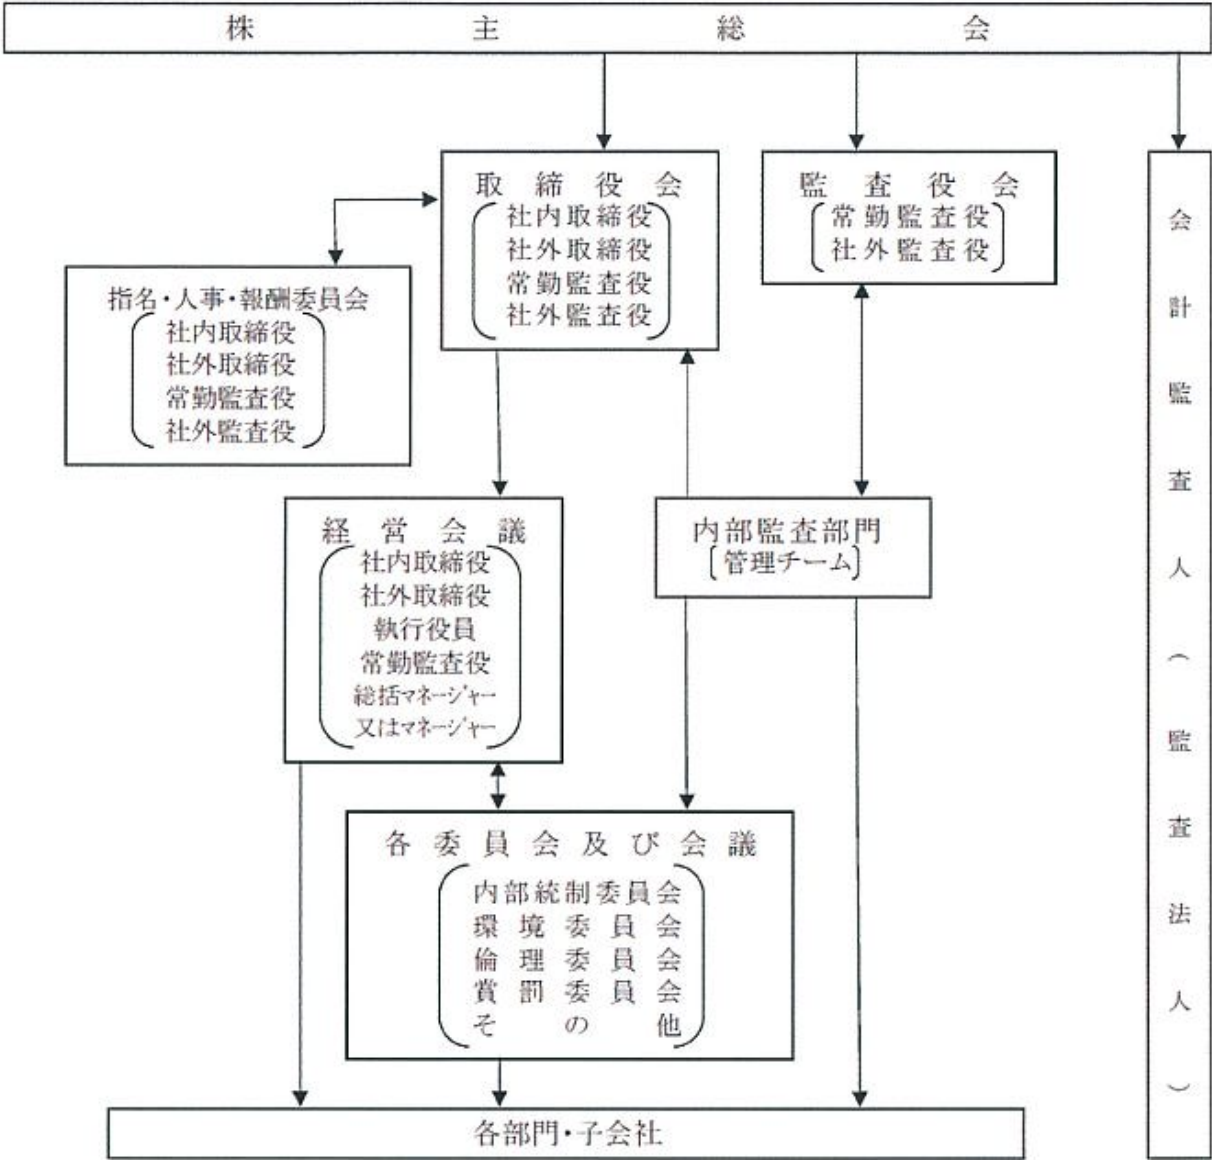 株主総会
取締役会
社内取締役
社外取締役
常勤監査役
社外監査役
監査役会
常勤監査役
社外監査役
会計監査人(監査法人)
指名・人事・報酬委員会
社内取締役
社外取締役
常勤監査役
社外監査役
経営会議
社内取締役
社外取締役
執行役員
常勤監査役
総括マネージャー
又はマネージャー
内部監査部門
〔管理チーム〕
各委員会及び会議
内部統制委員会
環境委員会
倫理委員会
賞罰委員会
その他
各部門・子会社